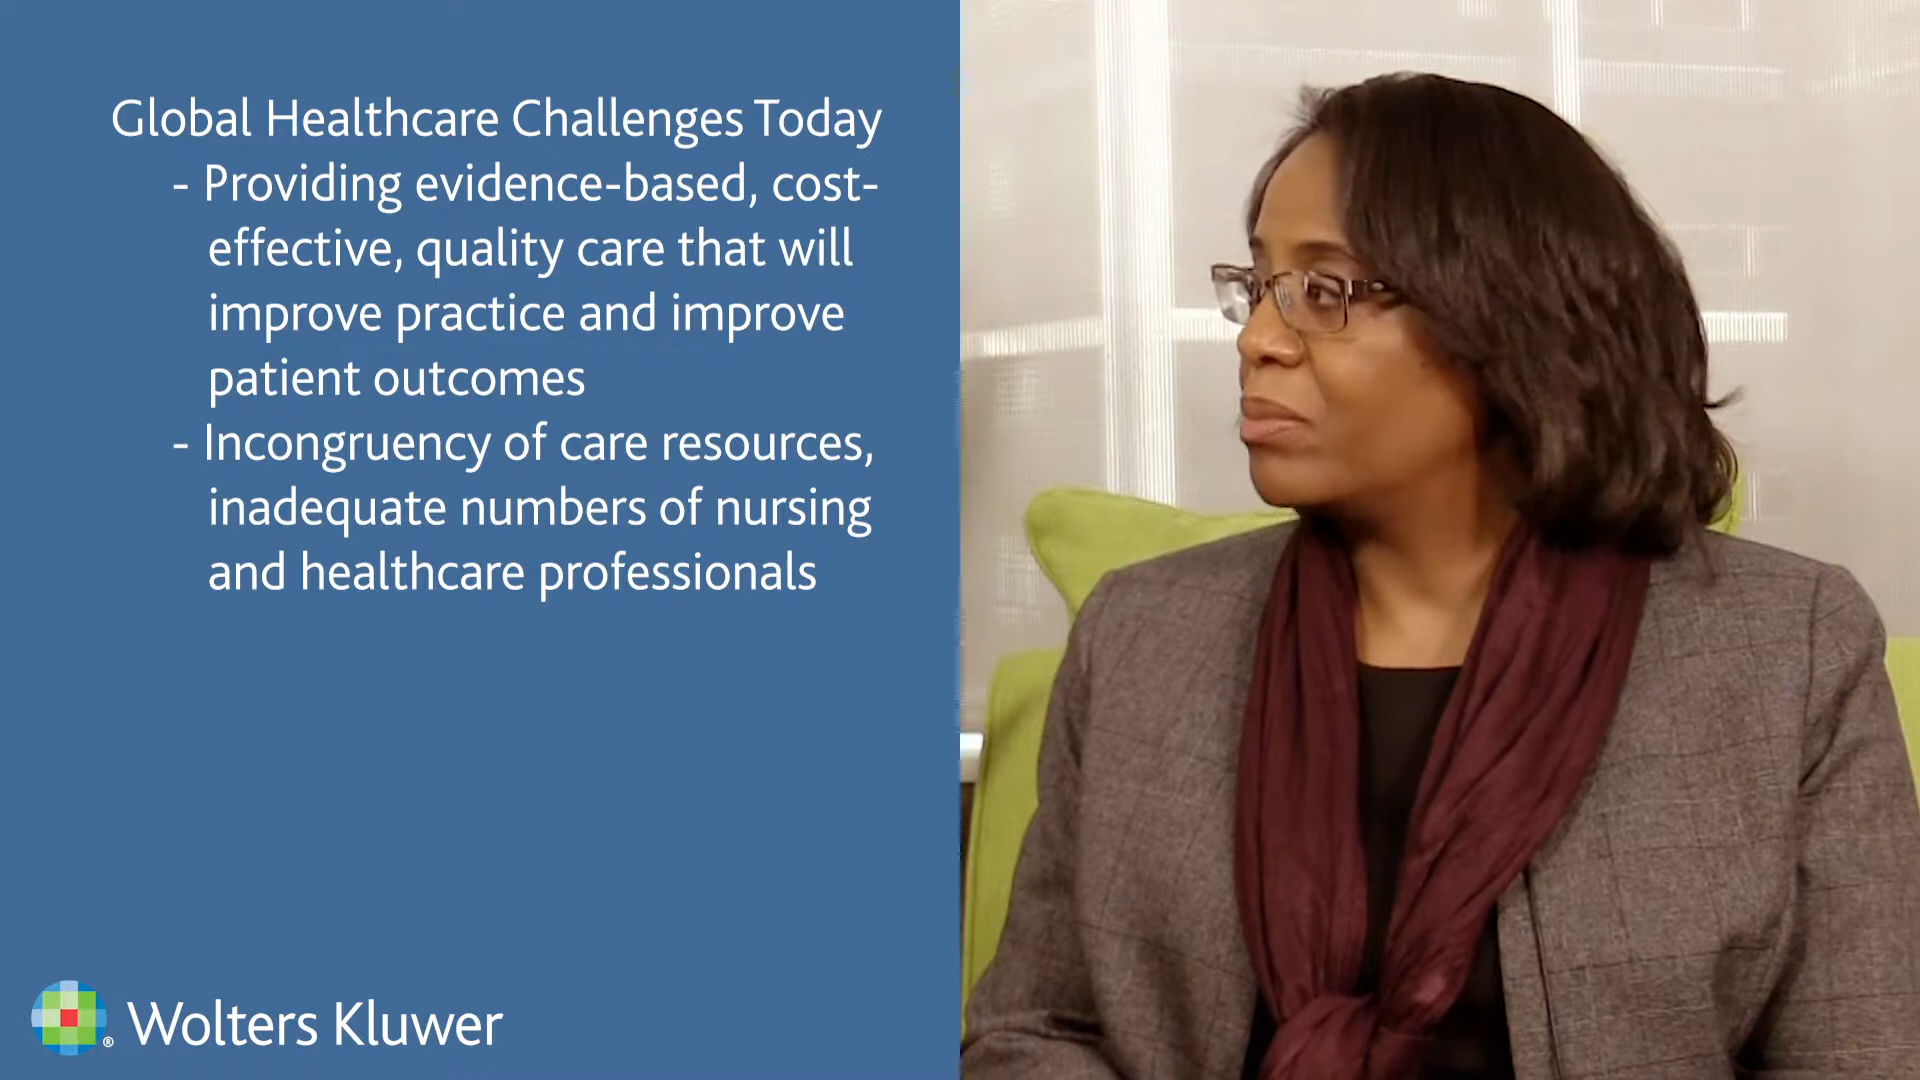 Global Healthcare Challenges Today
- Providing evidence-based, cost-
effective, quality care that will
improve practice and improve
patient outcomes
- Incongruency of care resources,
inadequate numbers of nursing
and healthcare professionals
® Wolters Kluwer